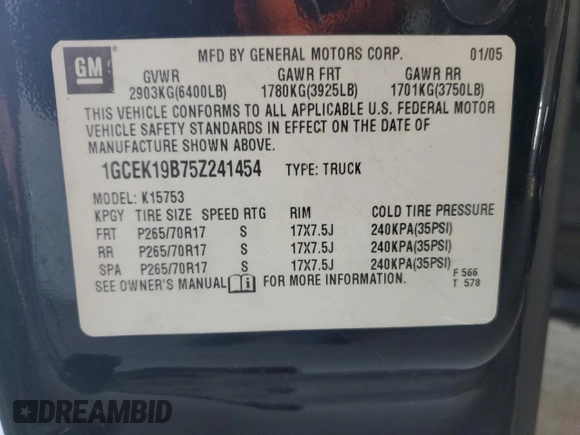 GM
MFD BY GENERAL MOTORS CORP. 01/05
GVWR GAWR FRT GAWR RR
2903KG(6400LB) 1780KG(3925LB) 1701KG(3750LB)
THIS VEHICLE CONFORMS TO ALL APPLICABLE U.S. FEDERAL MOTOR
VEHICLE SAFETY STANDARDS IN EFFECT ON THE DATE OF
MANUFACTURE SHOWN ABOVE.
1GCEK19B75Z241454 TYPE: TRUCK
MODEL: K15753
KPGY TIRE SIZE SPEED RTG RIM COLD TIRE PRESSURE
FRT P265/70R17 S 17X7.5J 240KPA(35PSI)
RR P265/70R17 S 17X7.5J 240KPA(35PSI)
SPA P265/70R17 S 17X7.5J 240KPA(35PSI)
SEE OWNER'S MANUAL i FOR MORE INFORMATION.
F 566
T 578
DREAMBID